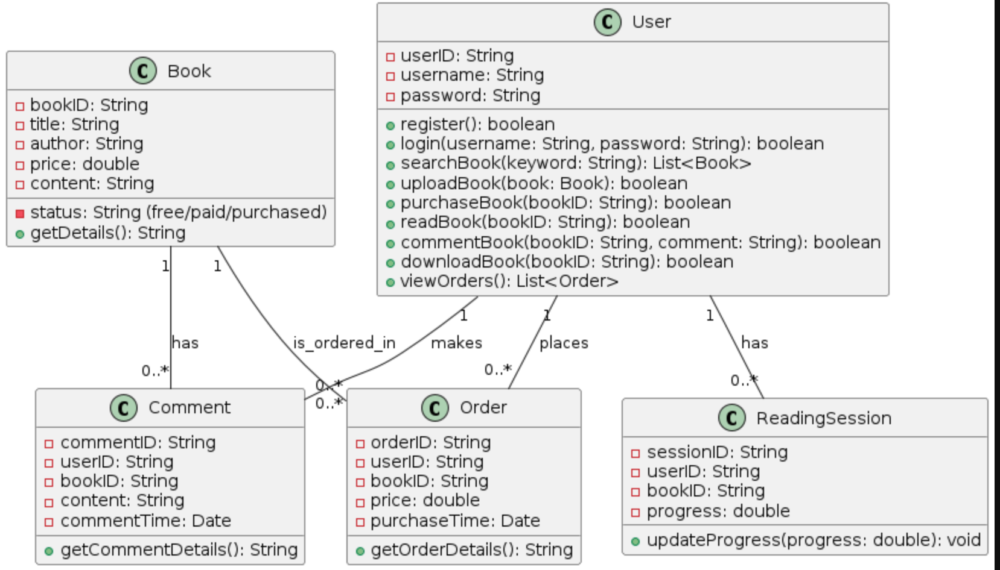 C Book
bookID: String
title: String
author: String
price: double
content: String
status: String (free/paid/purchased)
getDetails(): String
C User
userID: String
username: String
password: String
register(): boolean
login(username: String, password: String): boolean
searchBook(keyword: String): List<Book>
uploadBook(book: Book): boolean
purchaseBook(bookID: String): boolean
readBook(bookID: String): boolean
commentBook(bookID: String, comment: String): boolean
downloadBook(bookID: String): boolean
viewOrders(): List<Order>
1
1
1
1
1
has
is_ordered_in
makes
places
has
0..*
0..*
0..*
0..*
0..*
C Comment
commentID: String
userID: String
bookID: String
content: String
commentTime: Date
getCommentDetails(): String
C Order
orderID: String
userID: String
bookID: String
price: double
purchaseTime: Date
getOrderDetails(): String
C ReadingSession
sessionID: String
userID: String
bookID: String
progress: double
updateProgress(progress: double): void